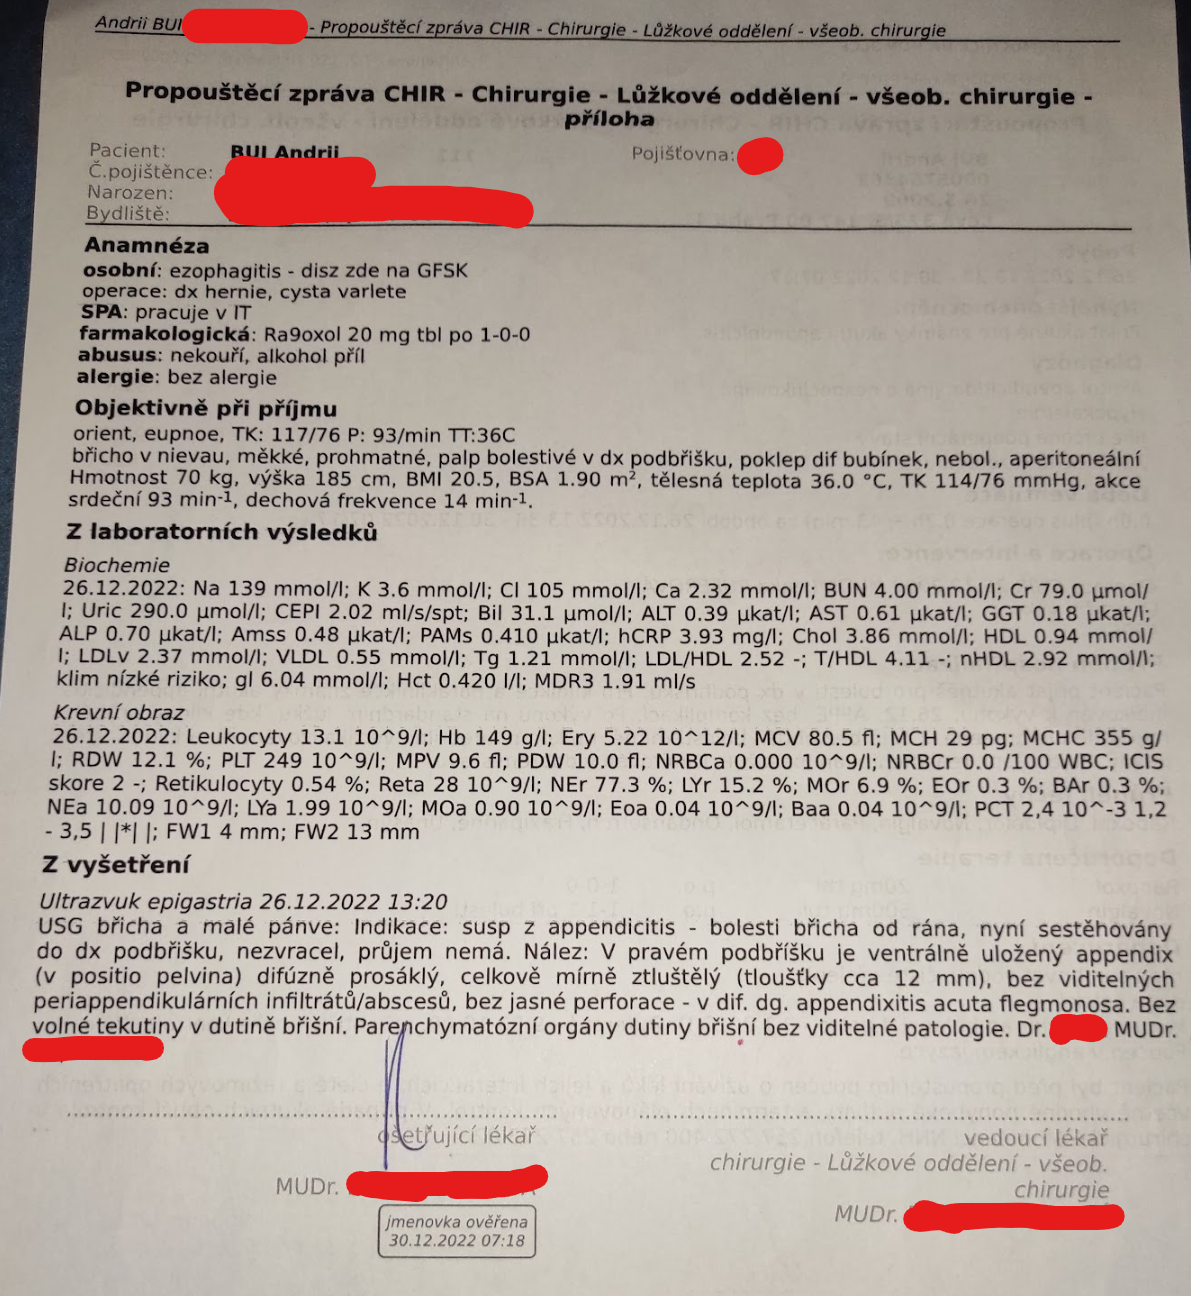 Andrii BUI - Propouštěcí zpráva CHIR - Chirurgie - Lůžkové oddělení - všeob. chirurgie
Propouštěcí zpráva CHIR - Chirurgie - Lůžkové oddělení - všeob. chirurgie -
příloha
Pacient: BUI Andrii Pojišťovna:
Č.pojištěnce:
Narozen:
Bydliště:
Anamnéza
osobní: ezophagitis - disz zde na GFSK
operace: dx hernie, cysta varlete
SPA: pracuje v IT
farmakologická: Ra9oxol 20 mg tbl po 1-0-0
abusus: nekouří, alkohol příl
alergie: bez alergie
Objektivně při příjmu
orient, eupnoe, TK: 117/76 P: 93/min TT:36C
břicho v nievau, měkké, prohmatné, palp bolestivé v dx podbřišku, poklep dif bubínek, nebol., aperitoneální
Hmotnost 70 kg, výška 185 cm, BMI 20.5, BSA 1.90 m², tělesná teplota 36.0 °C, TK 114/76 mmHg, akce
srdeční 93 min-1, dechová frekvence 14 min-1.
Z laboratorních výsledků
Biochemie
26.12.2022: Na 139 mmol/l; K 3.6 mmol/l; Cl 105 mmol/l; Ca 2.32 mmol/l; BUN 4.00 mmol/l; Cr 79.0 µmol/
l; Uric 290.0 µmol/l; CEPI 2.02 ml/s/spt; Bil 31.1 µmol/l; ALT 0.39 µkat/l; AST 0.61 µkat/l; GGT 0.18 µkat/l;
ALP 0.70 µkat/l; Amss 0.48 µkat/l; PAMs 0.410 µkat/l; hCRP 3.93 mg/l; Chol 3.86 mmol/l; HDL 0.94 mmol/
l; LDLv 2.37 mmol/l; VLDL 0.55 mmol/l; Tg 1.21 mmol/l; LDL/HDL 2.52 -; T/HDL 4.11 -; nHDL 2.92 mmol/l;
klim nízké riziko; gl 6.04 mmol/l; Hct 0.420 l/l; MDR3 1.91 ml/s
Krevní obraz
26.12.2022: Leukocyty 13.1 10^9/l; Hb 149 g/l; Ery 5.22 10^12/l; MCV 80.5 fl; MCH 29 pg; MCHC 355 g/
l; RDW 12.1 %; PLT 249 10^9/l; MPV 9.6 fl; PDW 10.0 fl; NRBCa 0.000 10^9/l; NRBCr 0.0 /100 WBC; ICIS
skore 2 -; Retikulocyty 0.54 %; Reta 28 10^9/l; NEr 77.3 %; LYr 15.2 %; MOr 6.9 %; EOr 0.3 %; BAr 0.3 %;
NEa 10.09 10^9/l; LYa 1.99 10^9/l; MOa 0.90 10^9/l; Eoa 0.04 10^9/l; Baa 0.04 10^9/l; PCT 2,4 10^-3 1,2
- 3,5 | |*| |; FW1 4 mm; FW2 13 mm
Z vyšetření
Ultrazvuk epigastria 26.12.2022 13:20
USG břicha a malé pánve: Indikace: susp z appendicitis - bolesti břicha od rána, nyní sestěhovány
do dx podbřišku, nezvracel, průjem nemá. Nález: V pravém podbříšku je ventrálně uložený appendix
(v positio pelvina) difúzně prosáklý, celkově mírně ztluštělý (tloušťky cca 12 mm), bez viditelných
periappendikulárních infiltrátů/abscesů, bez jasné perforace - v dif. dg. appendixitis acuta flegmonosa. Bez
volné tekutiny v dutině břišní. Parenchymatózní orgány dutiny břišní bez viditelné patologie. Dr. MUDr.
ošetřující lékař
vedoucí lékař
chirurgie - Lůžkové oddělení - všeob.
chirurgie
MUDr.
MUDr.
jmenovka ověřena
30.12.2022 07:18